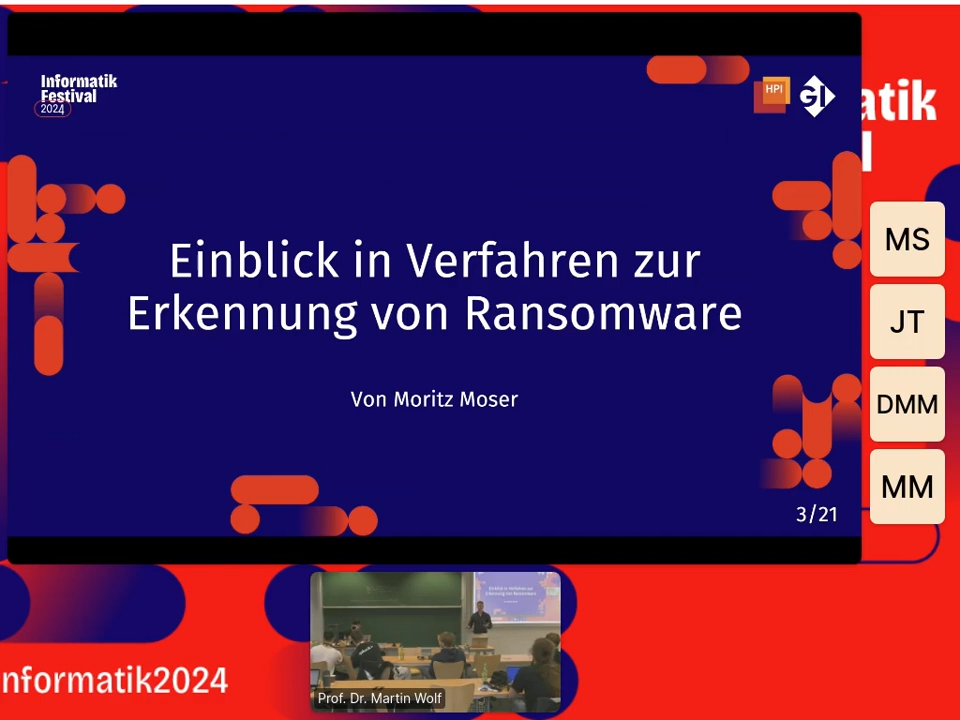 Informatik
Festival
2024
HPI
GI
atik
l
Einblick in Verfahren zur
Erkennung von Ransomware
Von Moritz Moser
3/21
MS
JT
DMM
MM
nformatik2024
Prof. Dr. Martin Wolf